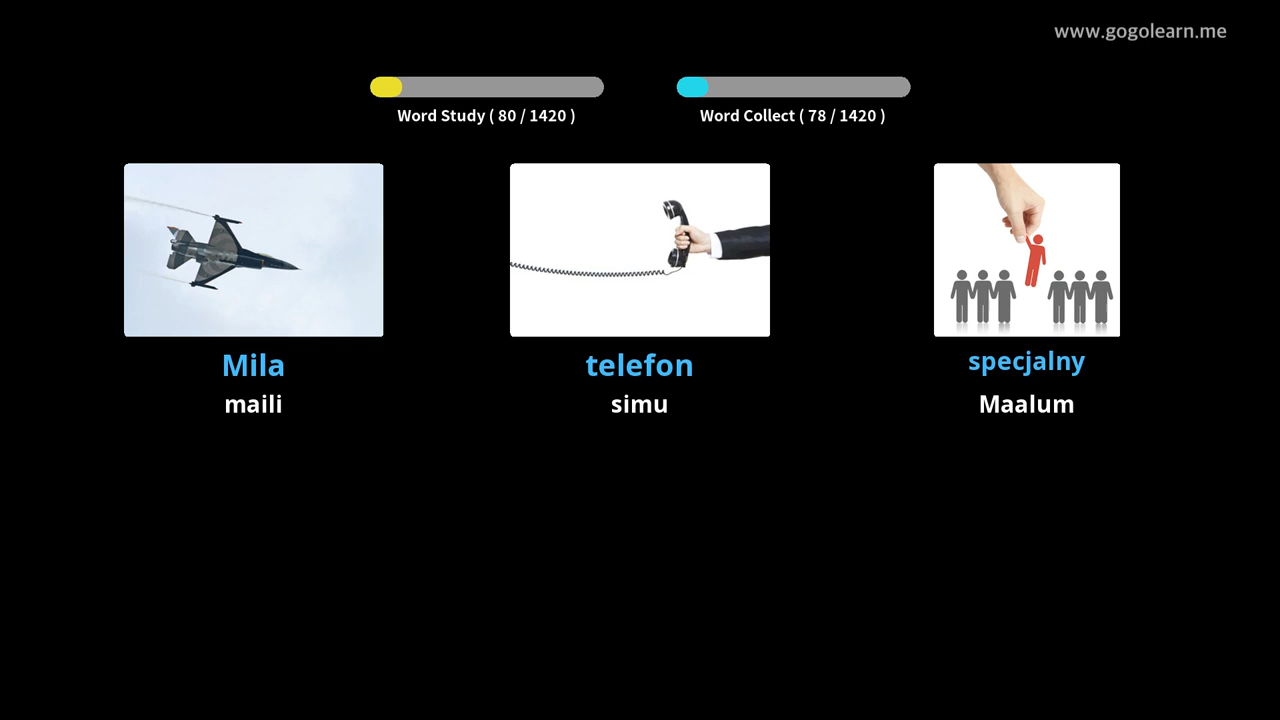 www.gogolearn.me
Word Study ( 80 / 1420 )
Word Collect ( 78 / 1420 )
Mila
maili
telefon
simu
specjalny
Maalum